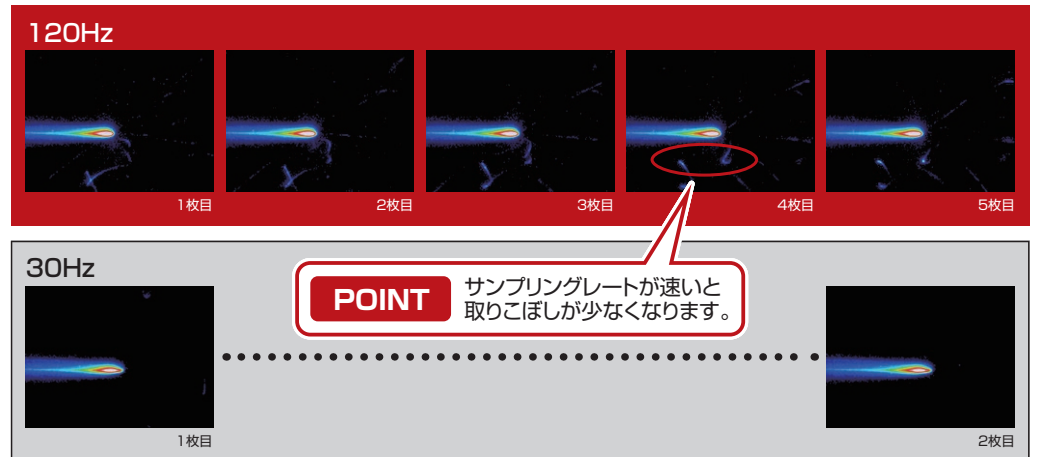 120Hz
1枚目
2枚目
3枚目
4枚目
5枚目
30Hz
POINT
サンプリングレートが速いと
取りこぼしが少なくなります。
1枚目
2枚目